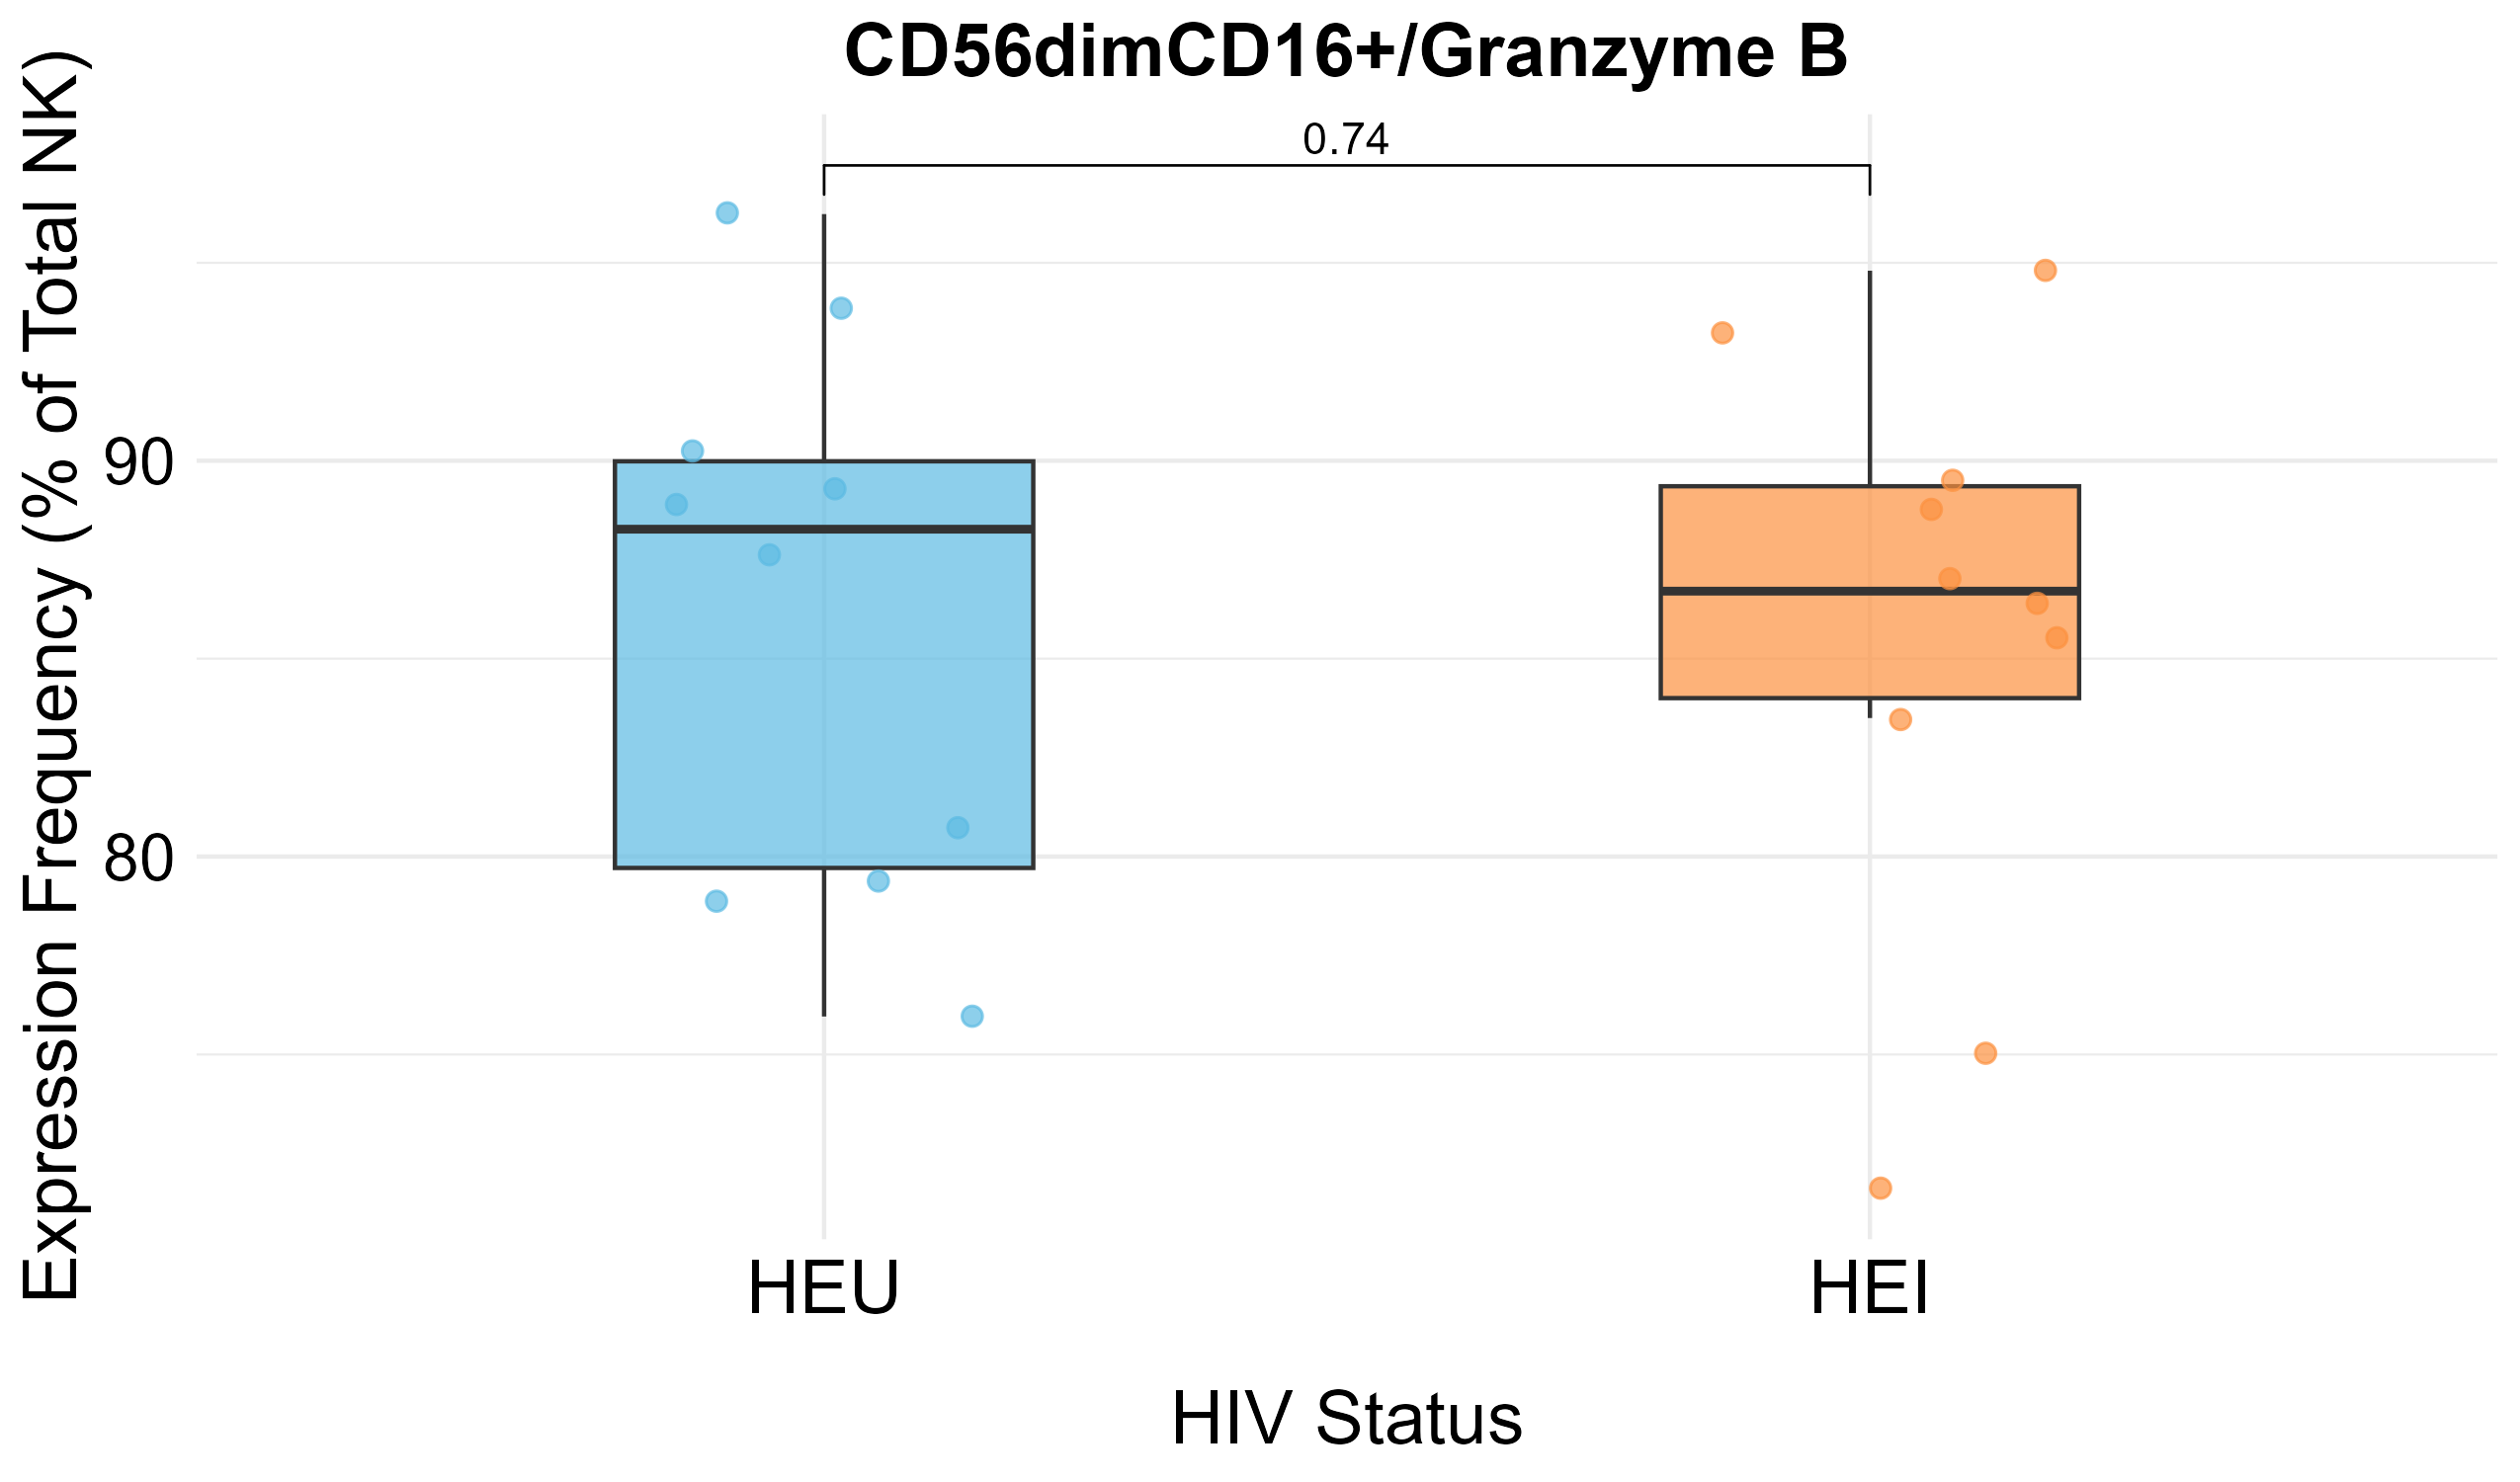 CD56dimCD16+/Granzyme B
0.74
Expression Frequency (% of Total NK)
90
80
HEU
HEI
HIV Status